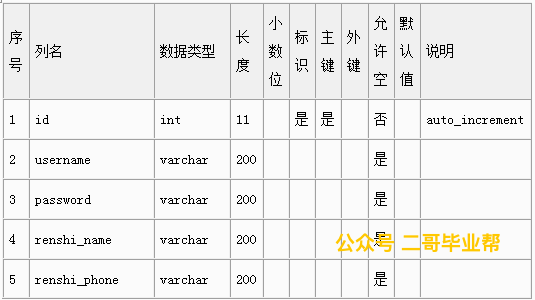 序号 列名 数据类型 长度 小数位 标识 主键 外键 允许空 默认值 说明
1 id int 11 是 是 否 auto_increment
2 username varchar 200 是
3 password varchar 200 是
4 renshi_name varchar 200 是
公众号 二哥毕业帮
5 renshi_phone varchar 200 是